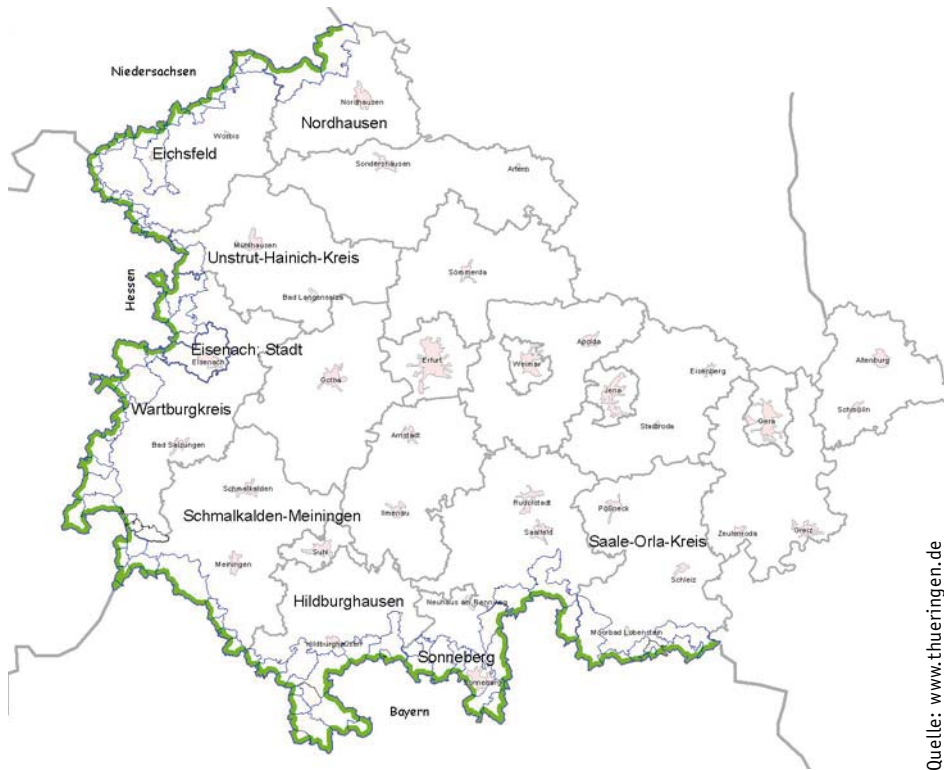 Niedersachsen
Nordhausen
Nordhausen
Worbis
Eichsfeld
Sondershausen
Artern
Mühlhausen
Unstrut-Hainich-Kreis
Sömmerda
Hessen
Bad Langensalza
Eisenach; Stadt
Eisenach
Gotha
Erfurt
Weimar
Apolda
Jena
Eisenberg
Altenburg
Schmölln
Gera
Stadtroda
Wartburgkreis
Bad Salzungen
Arnstadt
Schmalkalden
Schmalkalden-Meiningen
Ilmenau
Rudolstadt
Saalfeld
Pößneck
Saale-Orla-Kreis
Zeulenroda
Greiz
Suhl
Meiningen
Schleiz
Hildburghausen
Neuhaus am Rennweg
Hildburghausen
Moorbad Lobenstein
Sonneberg
Sonneberg
Bayern
Quelle: www.thueringen.de